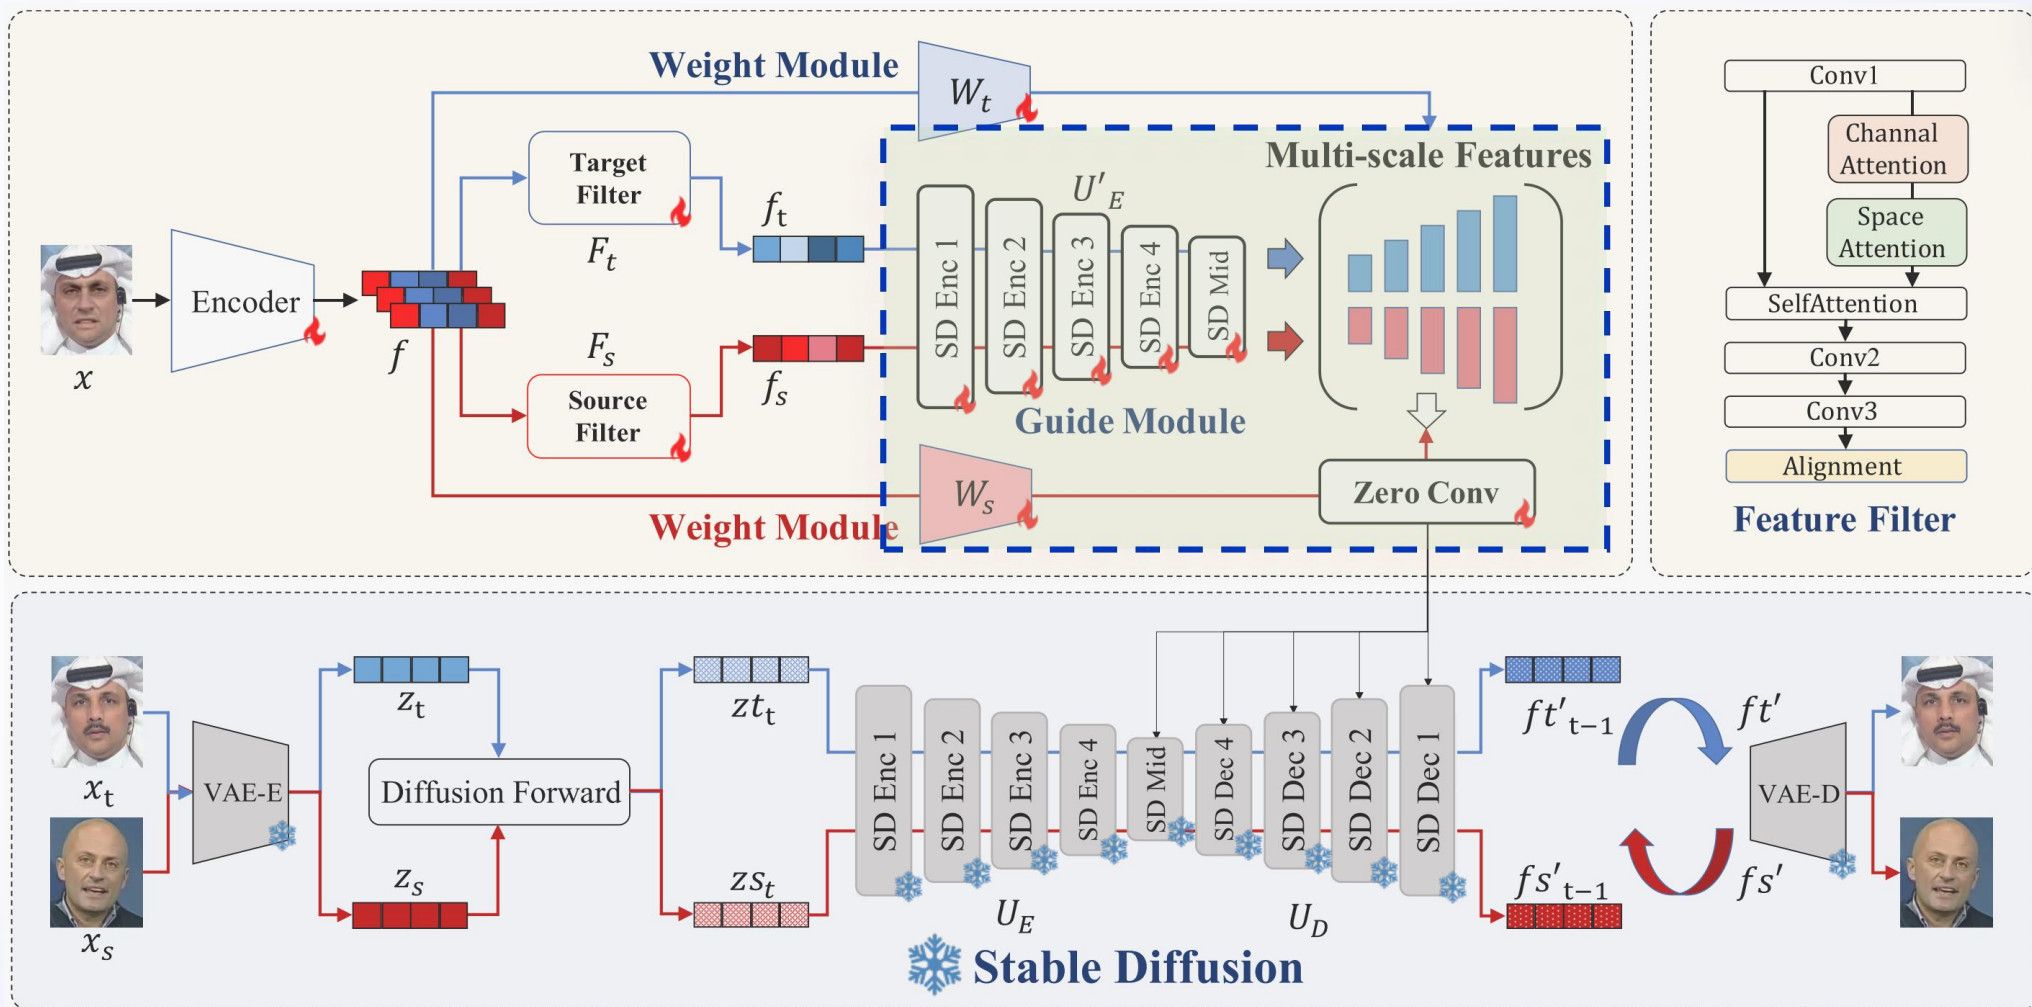 Weight Module
W_t
Multi-scale Features
Target
Filter
F_t
f_t
U'_E
SD Enc 1
SD Enc 2
SD Enc 3
SD Enc 4
SD Mid
Encoder
x
f
F_s
Source
Filter
f_s
Guide Module
W_s
Zero Conv
Weight Module
Conv1
Channal
Attention
Space
Attention
SelfAttention
Conv2
Conv3
Alignment
Feature Filter
x_t
x_s
VAE-E
z_t
z_s
Diffusion Forward
zt_t
zs_t
SD Enc 1
SD Enc 2
SD Enc 3
SD Enc 4
SD Mid
SD Dec 4
SD Dec 3
SD Dec 2
SD Dec 1
U_E
U_D
ft'_{t−1}
fs'_{t−1}
ft'
fs'
VAE-D
Stable Diffusion